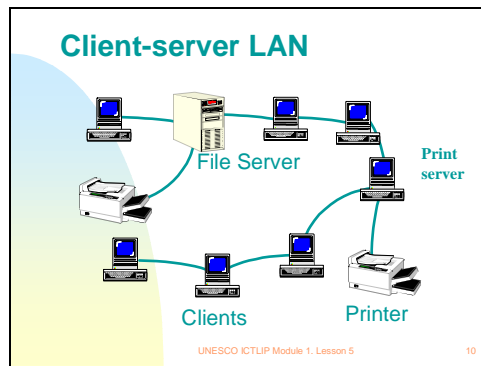 Client-server LAN
File Server
Print
server
Clients
Printer
UNESCO ICTLIP Module 1. Lesson 5
10